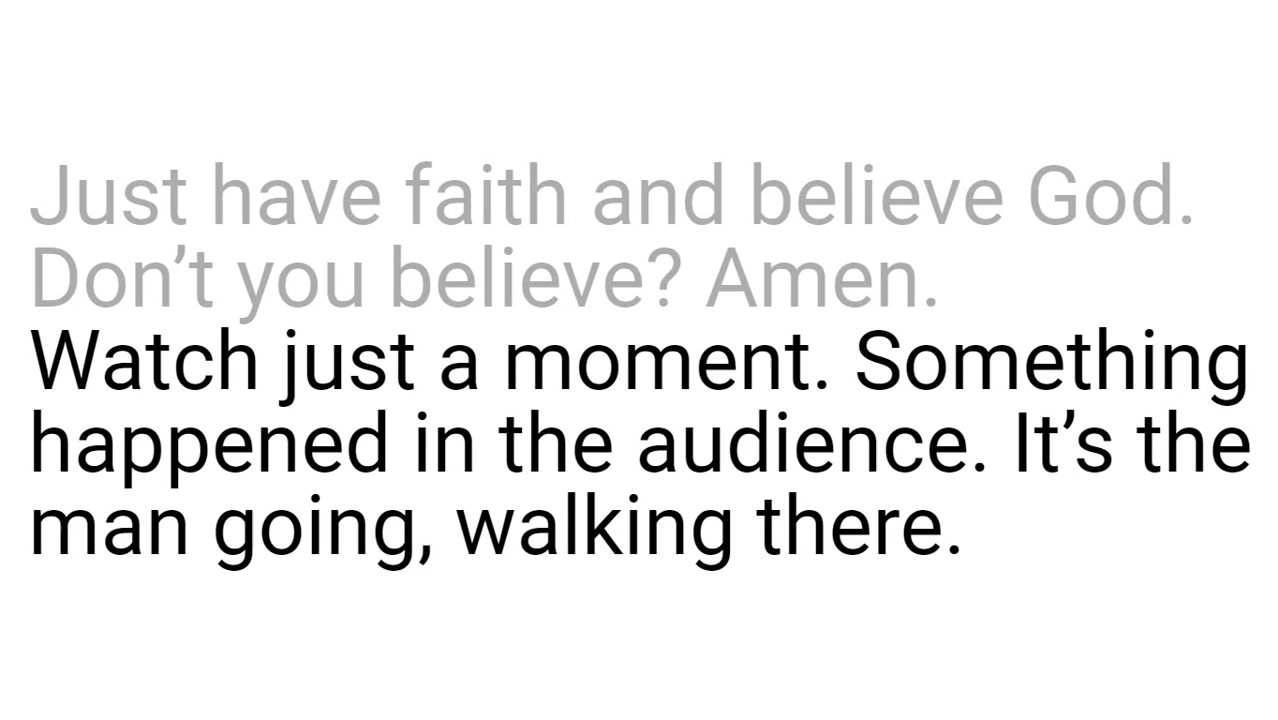 Just have faith and believe God.
Don’t you believe? Amen.
Watch just a moment. Something
happened in the audience. It’s the
man going, walking there.